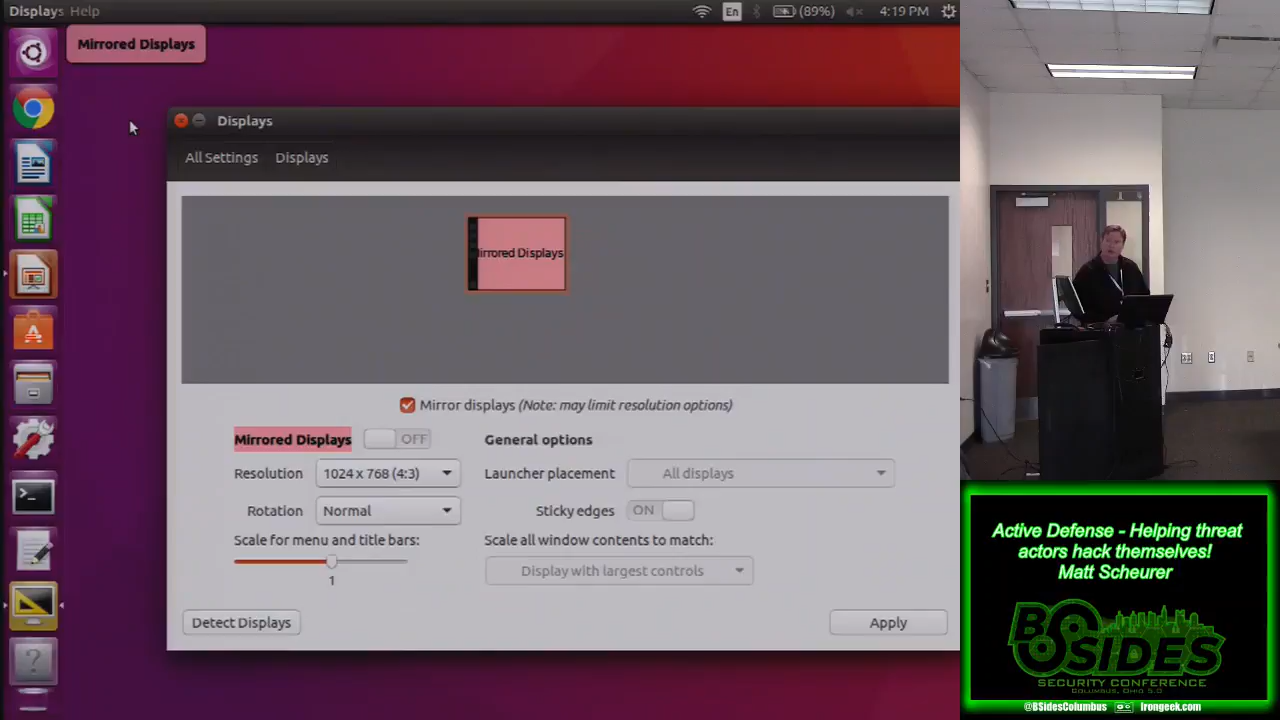 Displays Help
En
(89%)
4:19 PM
Mirrored Displays
Displays
All Settings Displays
irrored Displays
Mirror displays (Note: may limit resolution options)
Mirrored Displays OFF
General options
Resolution 1024 x 768 (4:3)
Launcher placement All displays
Rotation Normal
Sticky edges ON
Scale for menu and title bars:
1
Scale all window contents to match:
Display with largest controls
Detect Displays
Apply
Active Defense - Helping threat
actors hack themselves!
Matt Scheurer
BSIDES
SECURITY CONFERENCE
COLUMBUS, OHIO 5.0
@BSidesColumbus irongeek.com